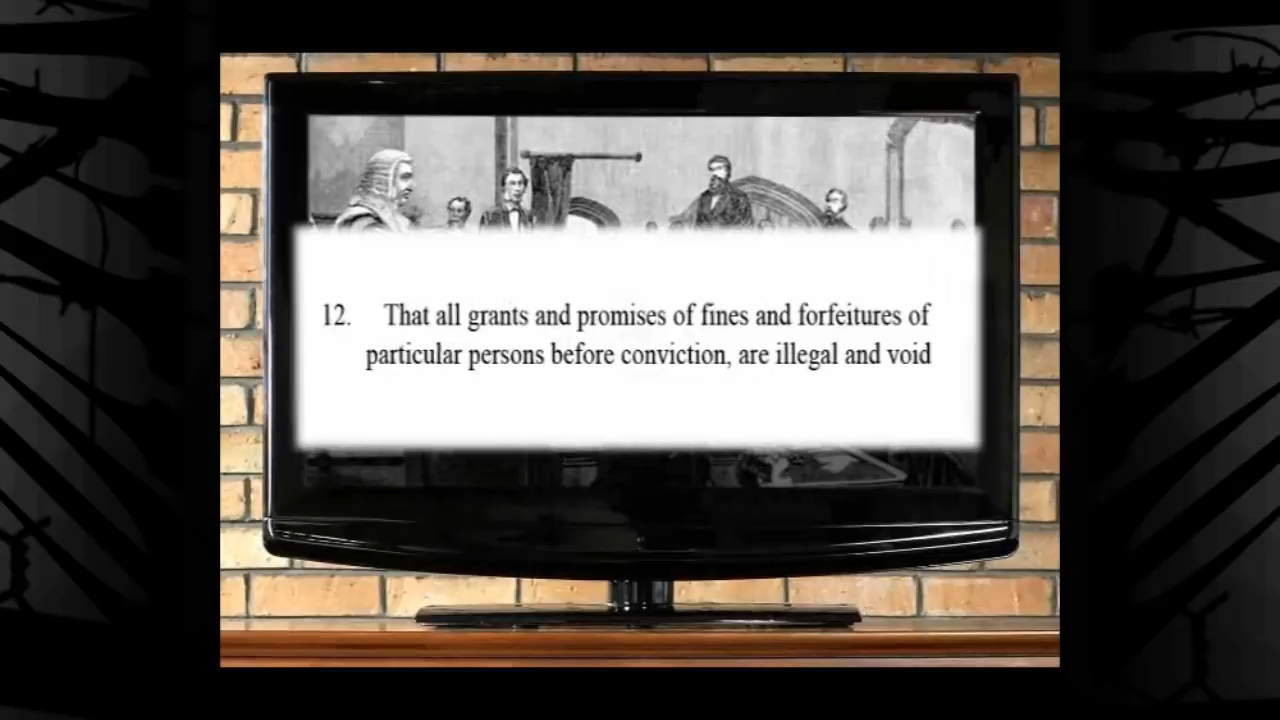 12. That all grants and promises of fines and forfeitures of
particular persons before conviction, are illegal and void